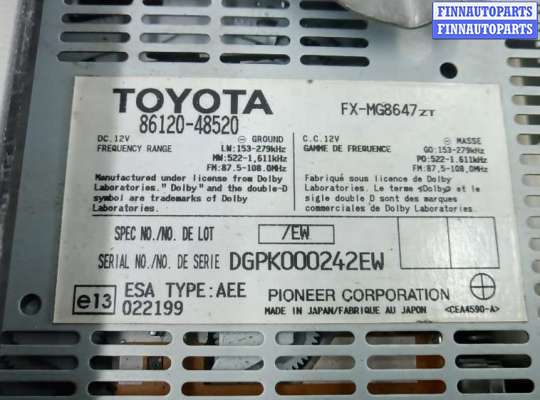 FINNAUTOPARTS
FINNAUTOPARTS
TOYOTA
86120-48520
FX-MG8647ZT
DC.12V ⊖ GROUND
FREQUENCY RANGE LW:153-279kHz
MW:522-1,611kHz
FM:87.5-108.0MHz
C.C.12V ⊖ MASSE
GAMME DE FREQUENCE GO:153-279kHz
PO:522-1,611kHz
FM:87.5-108.0MHz
Manufactured under license from Dolby
Laboratories." Dolby" and the double-D
symbol are trademarks of Dolby
Laboratories.
Fabriqué sous licence de Dolby
Laboratories. Le terme «Dolby» et le
sigle double D sont des marques
commerciales de Dolby Laboratories.
SPEC NO./NO. DE LOT /EW
SERIAL NO./NO. DE SERIE DGPK000242EW
e13 ESA TYPE:AEE
022199
PIONEER CORPORATION
MADE IN JAPAN/FABRIQUE AU JAPON
<CEA4590-A>